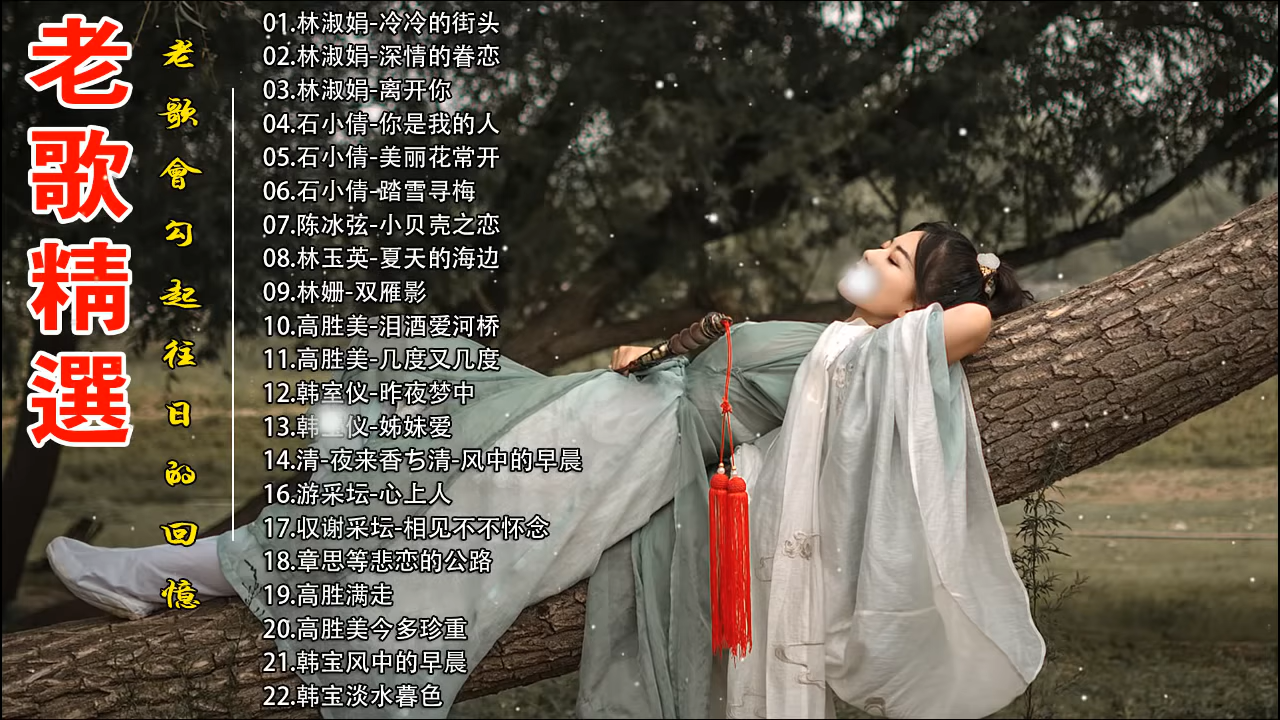 老歌精選
老歌會勾起往日的回憶
01.林淑娟-冷冷的街头
02.林淑娟-深情的眷恋
03.林淑娟-离开你
04.石小倩-你是我的人
05.石小倩-美丽花常开
06.石小倩-踏雪寻梅
07.陈冰弦-小贝壳之恋
08.林玉英-夏天的海边
09.林姗-双雁影
10.高胜美-泪酒爱河桥
11.高胜美-几度又几度
12.韩室仪-昨夜梦中
13.韩仪-姊妹爱
14.清-夜来香ち清-风中的早晨
16.游采坛-心上人
17.収谢采坛-相见不不怀念
18.章思等悲恋的公路
19.高胜满走
20.高胜美今多珍重
21.韩宝风中的早晨
22.韩宝淡水暮色